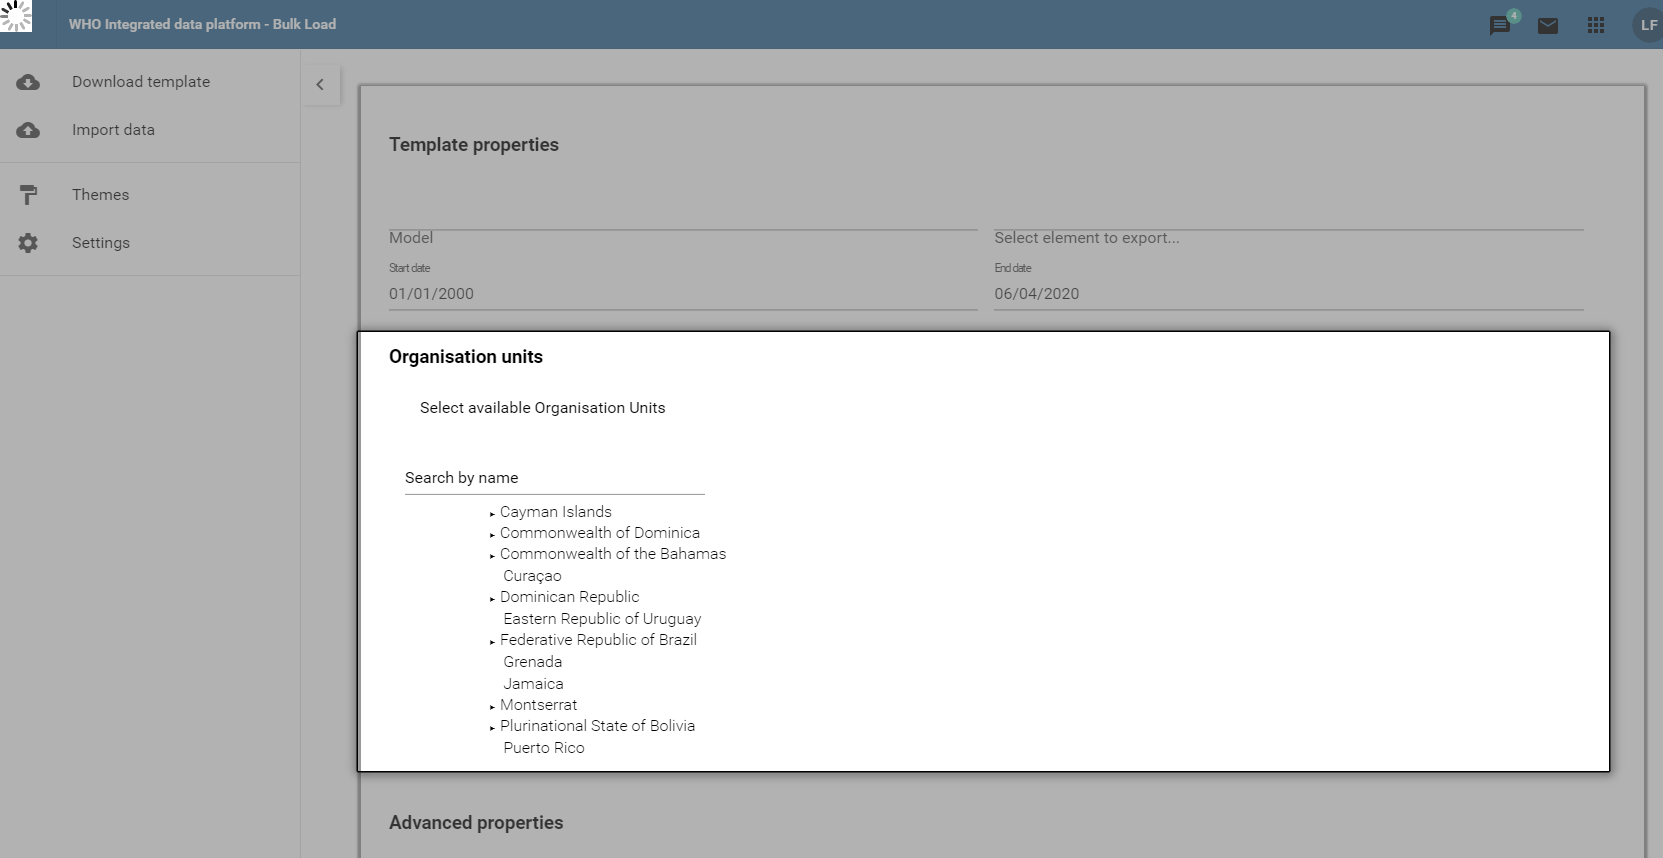 WHO Integrated data platform - Bulk Load
4
LF
Download template
Import data
Themes
Settings
Template properties
Model
Select element to export...
Start date
End date
01/01/2000
06/04/2020
Organisation units
Select available Organisation Units
Search by name
Cayman Islands
Commonwealth of Dominica
Commonwealth of the Bahamas
Curaçao
Dominican Republic
Eastern Republic of Uruguay
Federative Republic of Brazil
Grenada
Jamaica
Montserrat
Plurinational State of Bolivia
Puerto Rico
Advanced properties